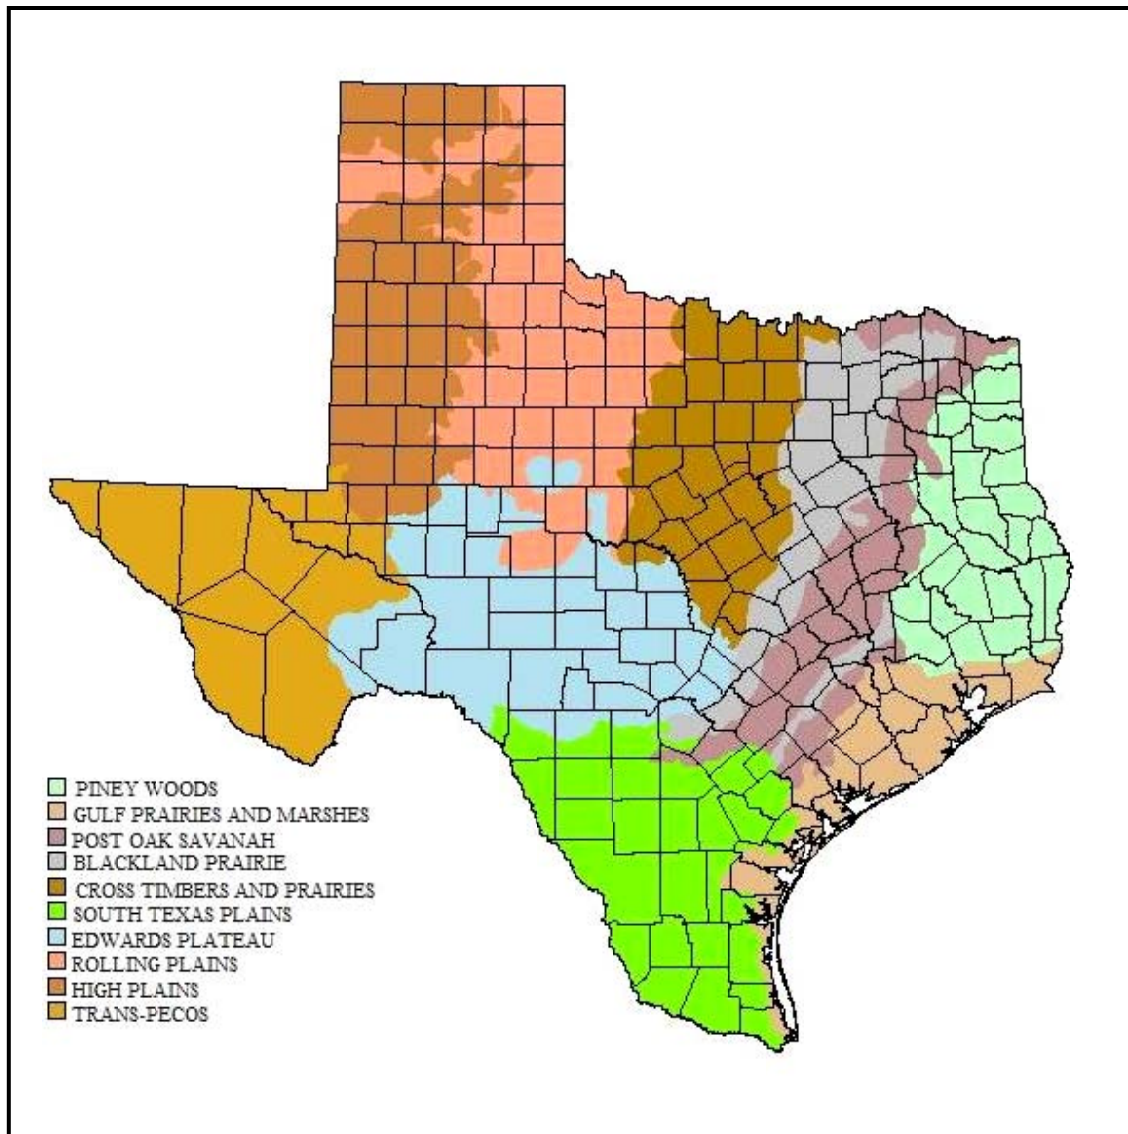 PINEY WOODS
GULF PRAIRIES AND MARSHES
POST OAK SAVANAH
BLACKLAND PRAIRIE
CROSS TIMBERS AND PRAIRIES
SOUTH TEXAS PLAINS
EDWARDS PLATEAU
ROLLING PLAINS
HIGH PLAINS
TRANS-PECOS